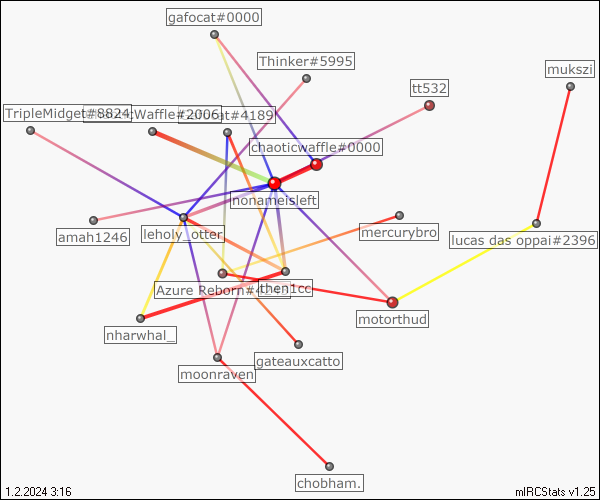 gafocat#0000
Thinker#5995
mukszi
tt532
TripleMidget#8824
Waffle#2006
cat#4189
chaoticwaffle#0000
nonameisleft
amah1246
leholy_otter
mercurybro
lucas das oppai#2396
Azure Reborn#
then1cc
motorthud
nharwhal_
gateauxcatto
moonraven
chobham.
1.2.2024 3:16
mIRCStats v1.25